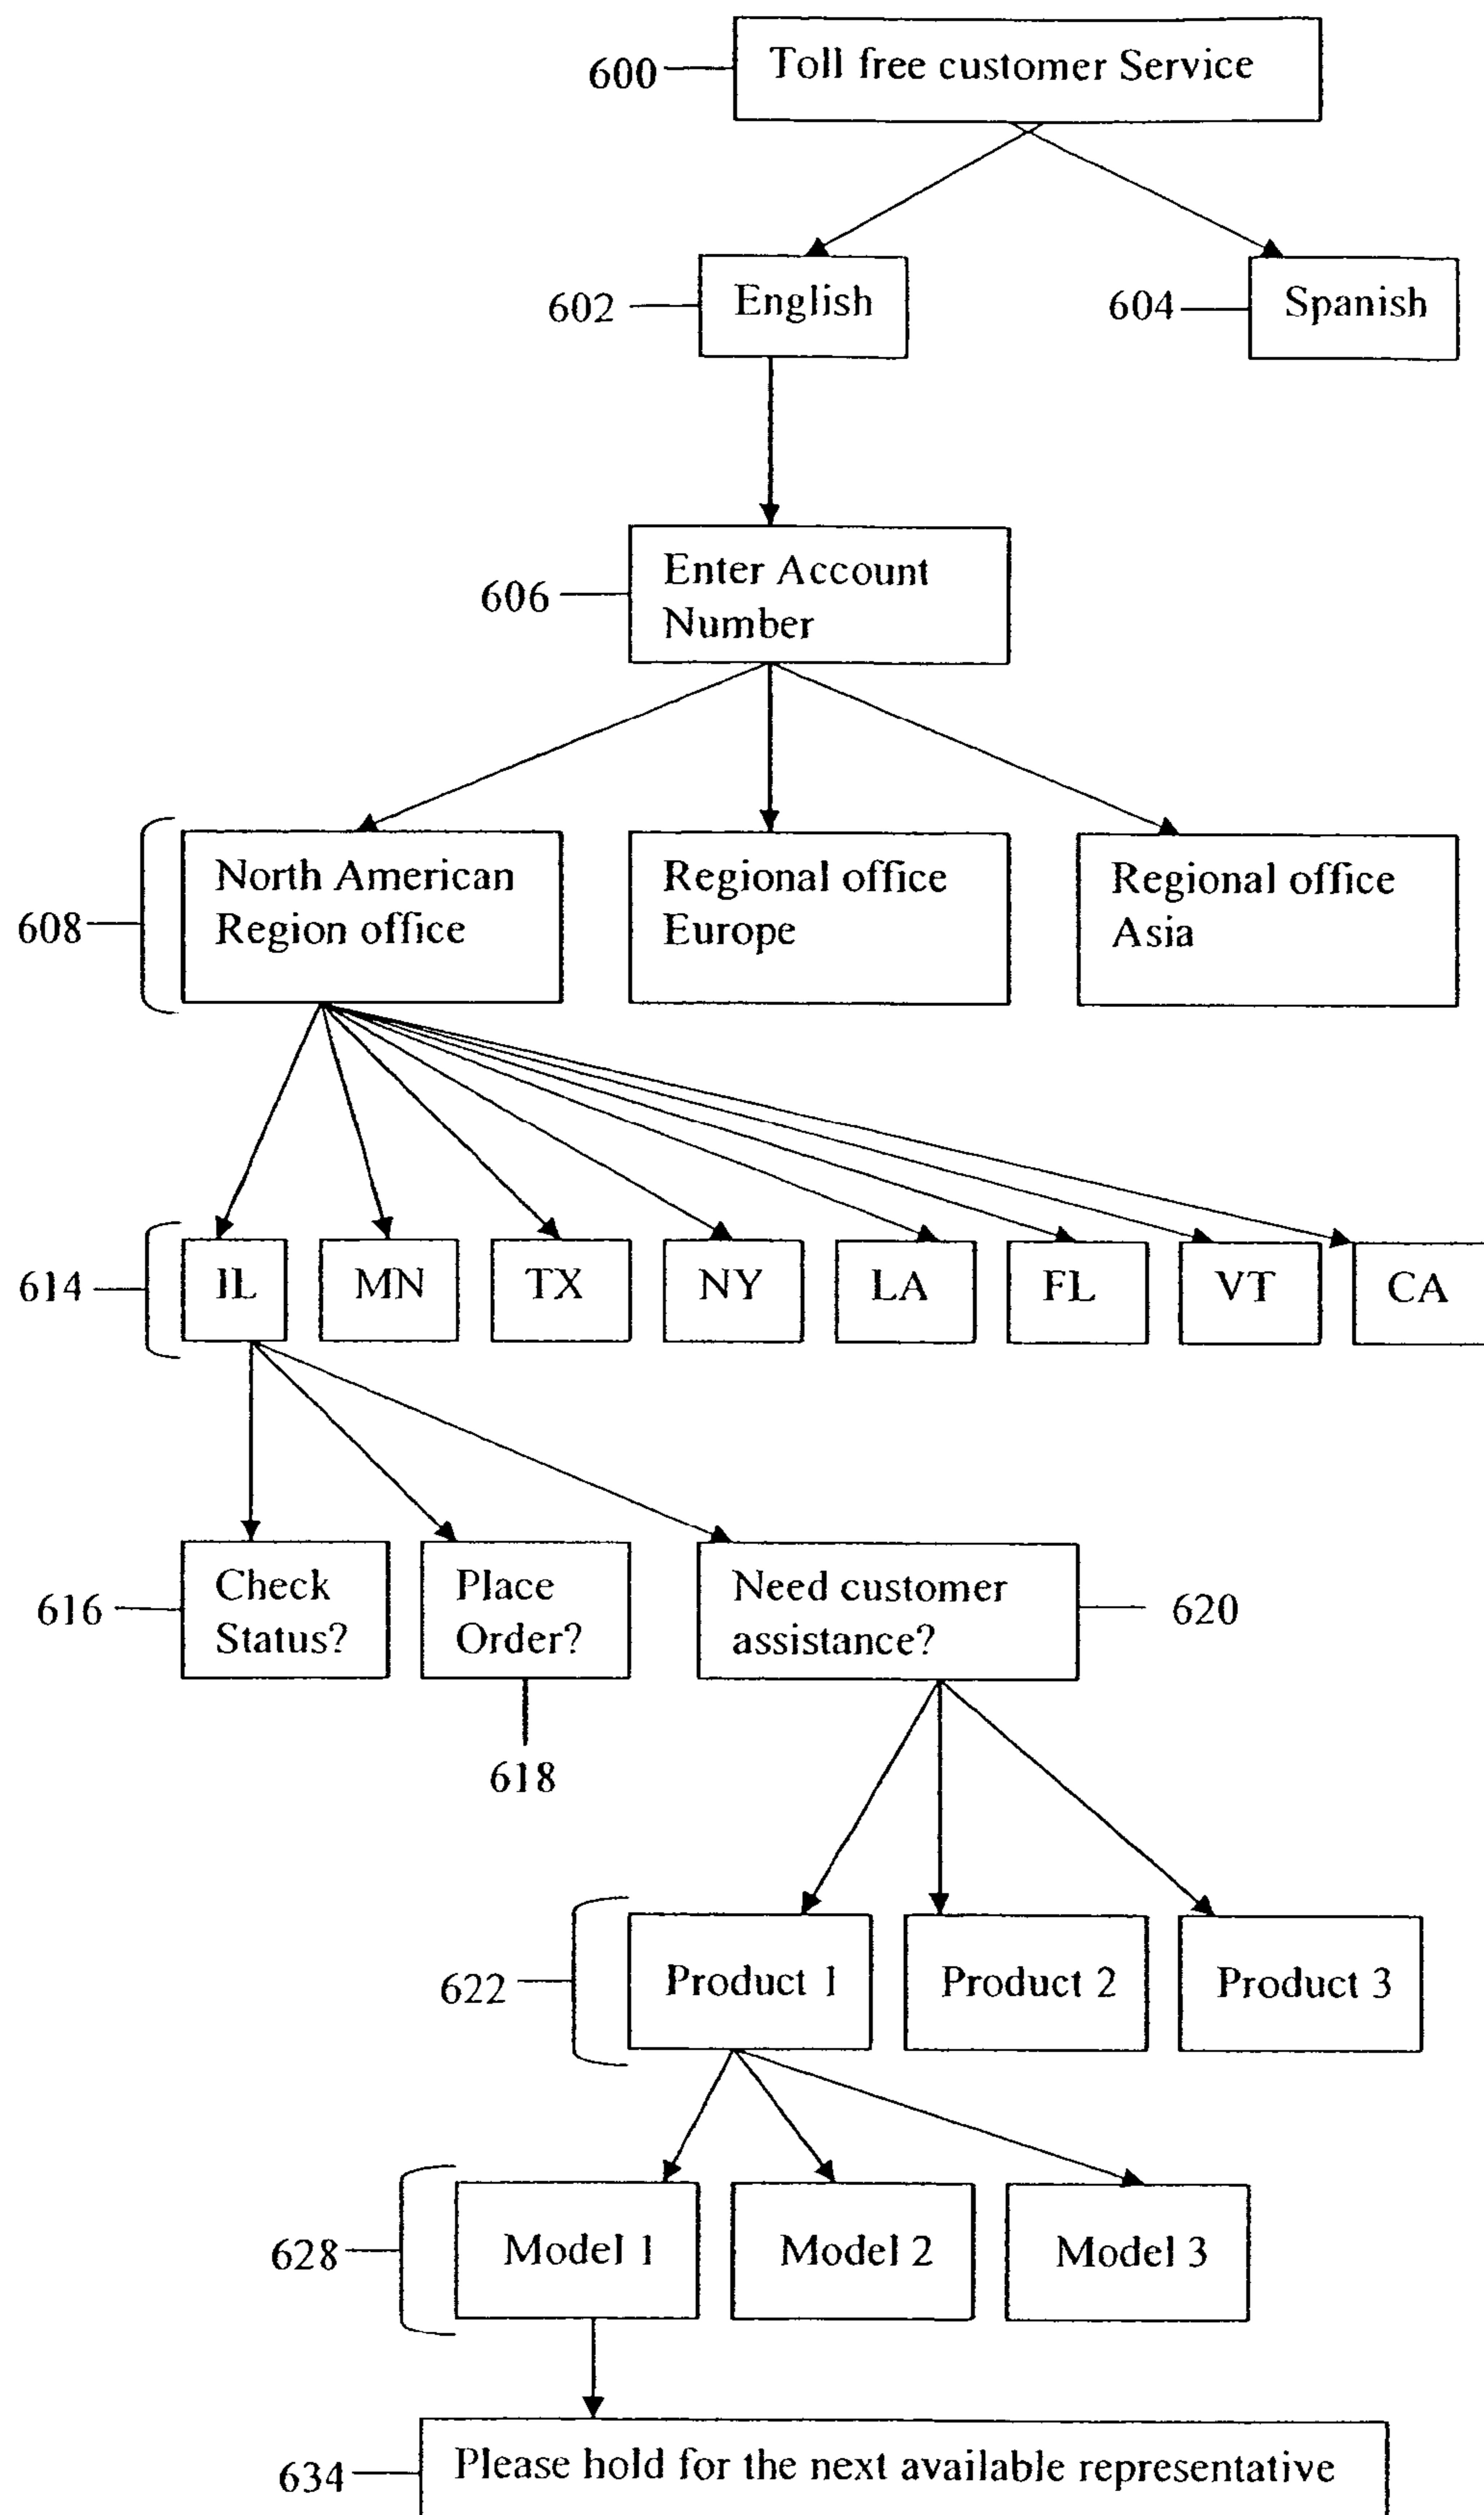 600
Toll free customer Service
602
English
604
Spanish
606
Enter Account
Number
608
North American
Region office
Regional office
Europe
Regional office
Asia
614
IL
MN
TX
NY
LA
FL
VT
CA
616
Check
Status?
Place
Order?
618
Need customer
assistance?
620
622
Product 1
Product 2
Product 3
628
Model 1
Model 2
Model 3
634
Please hold for the next available representative